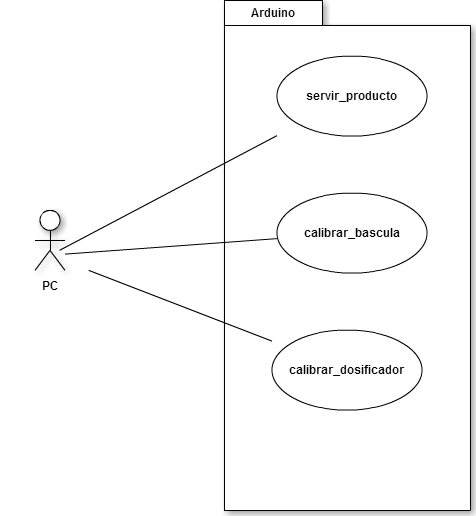 Arduino
servir_producto
calibrar_bascula
PC
calibrar_dosificador